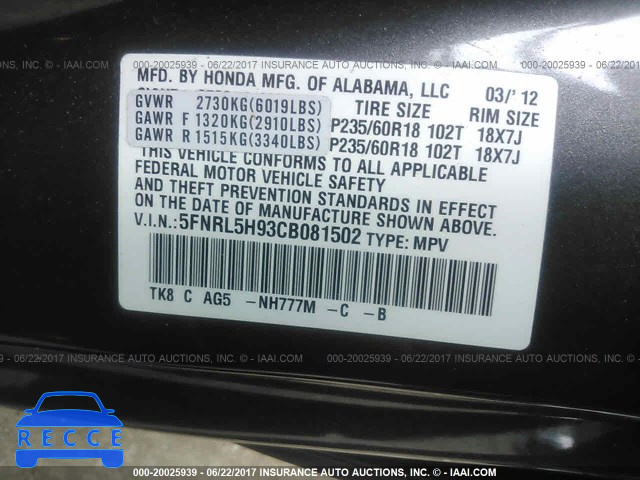 000-20025939 - 06/22/2017 INSURANCE AUTO AUCTIONS, INC. - © IAAI.COM
MFD. BY HONDA MFG. OF ALABAMA, LLC 03/'12
TIRE SIZE RIM SIZE
GVWR 2730KG(6019LBS)
GAWR F 1320KG(2910LBS) P235/60R18 102T 18X7J
GAWR R 1515KG(3340LBS) P235/60R18 102T 18X7J
THIS VEHICLE CONFORMS TO ALL APPLICABLE
FEDERAL MOTOR VEHICLE SAFETY
AND THEFT PREVENTION STANDARDS IN EFFECT
ON THE DATE OF MANUFACTURE SHOWN ABOVE.
V.I.N.:5FNRL5H93CB081502 TYPE: MPV
TK8 C AG5 -NH777M -C -B
000-20025939 - 06/22/2017 INSURANCE AUTO AUCTIONS, INC. - © IAAI.COM
RECCE
000-20025939 - 06/22/2017 INSURANCE AUTO AUCTIONS, INC. - © IAAI.COM